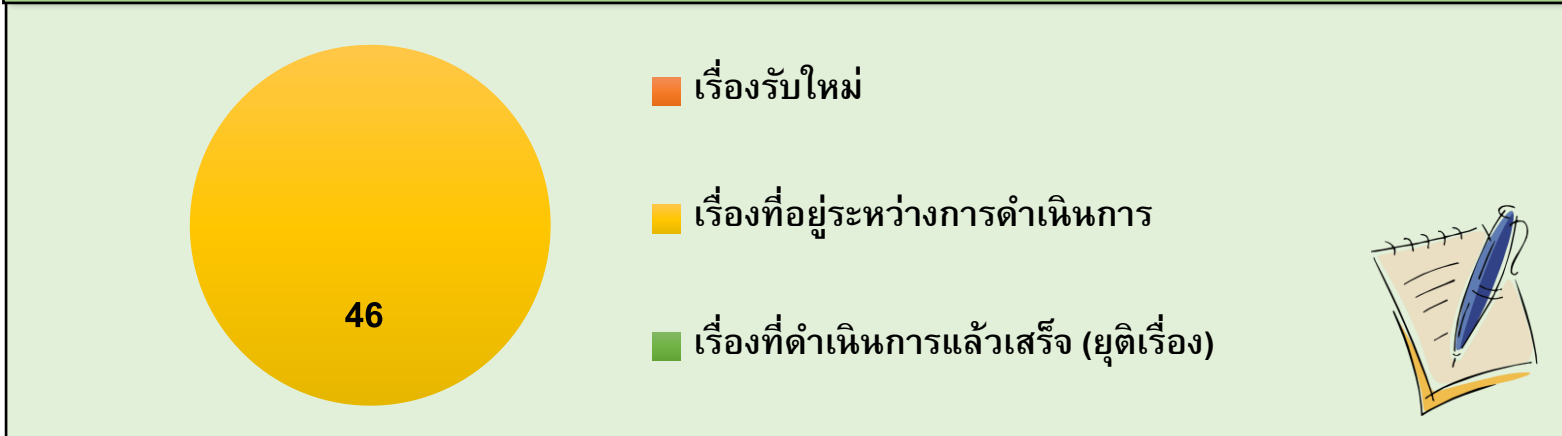 เรื่องรับใหม่
เรื่องที่อยู่ระหว่างการดำเนินการ
46
เรื่องที่ดำเนินการแล้วเสร็จ (ยุติเรื่อง)